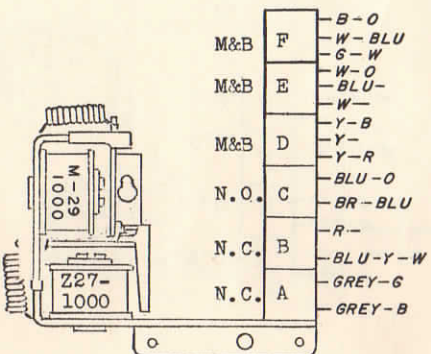 B-O
M&B F W-BLU
G-W
W-O
M&B E BLU-
W-
Y-B
M&B D Y-
Y-R
N.O. C BLU-O
BR-BLU
R-
N.C. B BLU-Y-W
N.C. A GREY-G
GREY-B
M-29
1000
Z27-
1000